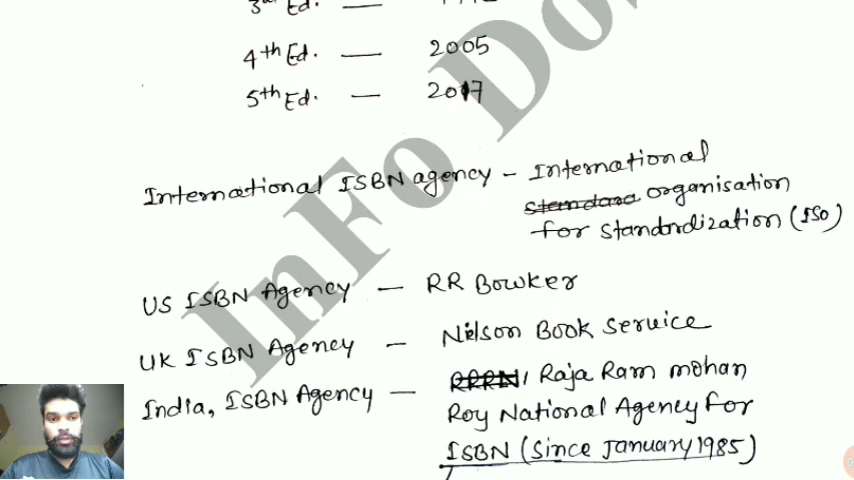 3rd Ed. —
4th Ed. — 2005
5th Ed. — 2017
International ISBN agency - International
standard organisation
for standardization (ISO)
US ISBN Agency — RR Bowker
UK ISBN Agency — Nielson Book Service
India, ISBN Agency — RRRN, Raja Ram mohan
Roy National Agency For
ISBN (Since January 1985)
InFo Do